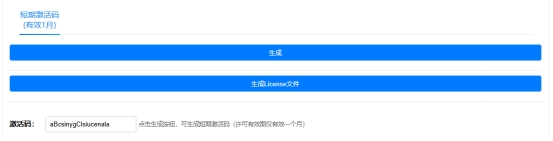 短期激活码
(有效1月)
生成
生成License文件
激活码： aBcsinygClsiucenala 点击生成按钮，可生成短期激活码（许可有效期仅有效一个月）